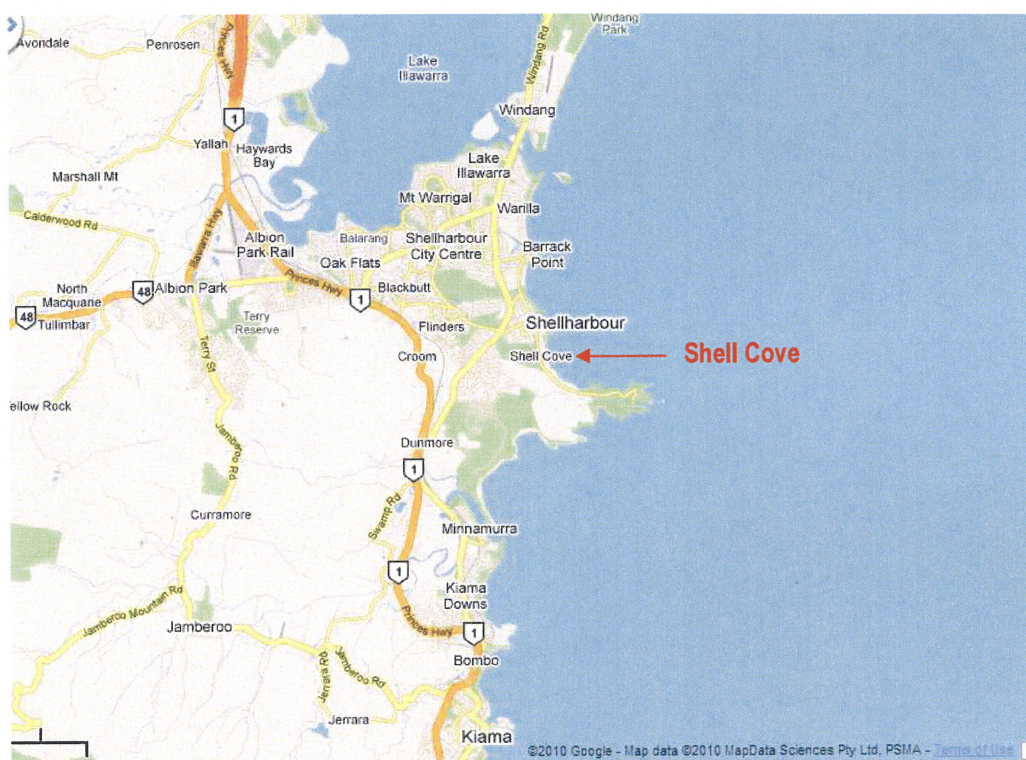 Windang
Park
Avondale
Penrosen
Princes Hwy
Windang Rd
Lake
Illawarra
1
Windang
Yallah
Haywards
Bay
Lake
Illawarra
Marshall Mt
Mt Warrigal
Warilla
Calderwood Rd
Illawarra Hwy
Albion
Park Rail
Balarang
Shellharbour
City Centre
Barrack
Point
Oak Flats
Princes Hwy
North
Macquane
48
Albion Park
Blackbutt
1
48
Tullimbar
Terry
Reserve
Flinders
Shellharbour
Terry St
Croom
Shell Cove
Shell Cove
ellow Rock
Jamberoo Rd
Dunmore
1
Swamp Rd
Curramore
Minnamurra
1
Kiama
Downs
Jamberoo Mountain Rd
Jamberoo
Princes Hwy
1
Jerrara Rd
Jamberoo Rd
Bombo
Jerrara
Kiama
©2010 Google - Map data ©2010 MapData Sciences Pty Ltd, PSMA - Terms of Use